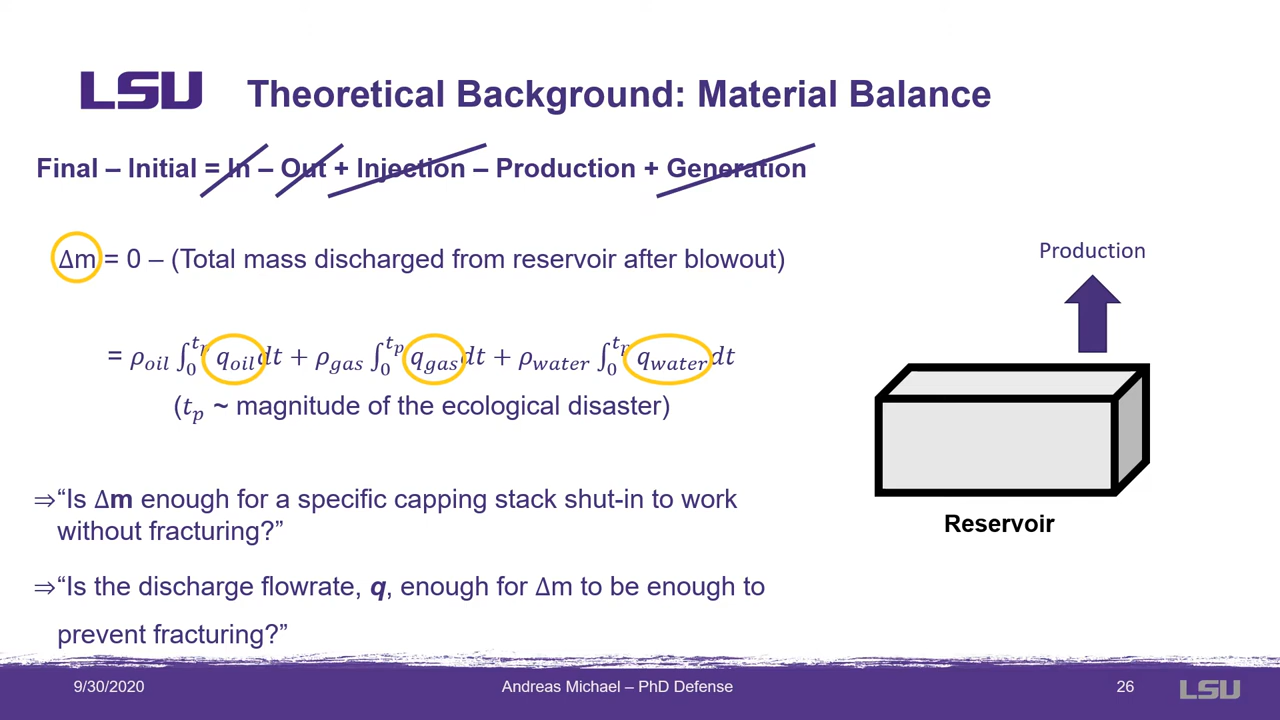 LSU
Theoretical Background: Material Balance
Final – Initial = In – Out + Injection – Production + Generation
Δm = 0 – (Total mass discharged from reservoir after blowout)
Production
= ρ_oil ∫_0^{t_p} q_oil dt + ρ_gas ∫_0^{t_p} q_gas dt + ρ_water ∫_0^{t_p} q_water dt
(t_p ~ magnitude of the ecological disaster)
Reservoir
⇒“Is Δm enough for a specific capping stack shut-in to work
without fracturing?”
⇒“Is the discharge flowrate, q, enough for Δm to be enough to
prevent fracturing?”
9/30/2020
Andreas Michael – PhD Defense
26
LSU